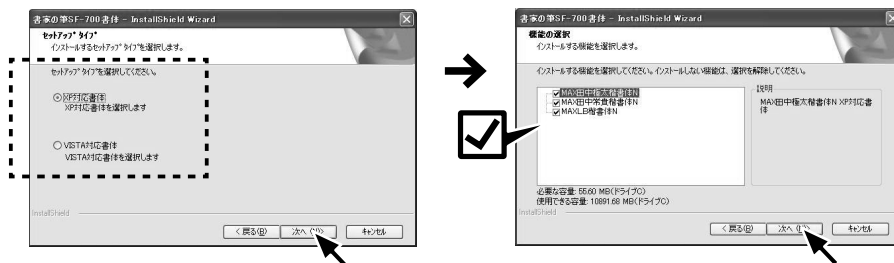 書家の筆SF-700書体 - InstallShield Wizard
セットアップ タイプ
インストールするセットアップ タイプを選択します。
セットアップ タイプを選択してください。
XP対応書体
XP対応書体を選択します
VISTA対応書体
VISTA対応書体を選択します
InstallShield
< 戻る(B)
次へ
キャンセル
書家の筆SF-700書体 - InstallShield Wizard
機能の選択
インストールする機能を選択します。
インストールする機能を選択してください。インストールしない機能は、選択を解除してください。
MAX田中極太楷書体N
MAX田中常貴楷書体N
MAXLB楷書体N
説明
MAX田中極太楷書体N XP対応書
体
必要な容量: 55.60 MB(ドライブC)
使用できる容量: 10891.68 MB(ドライブC)
InstallShield
< 戻る(B)
次へ
キャンセル